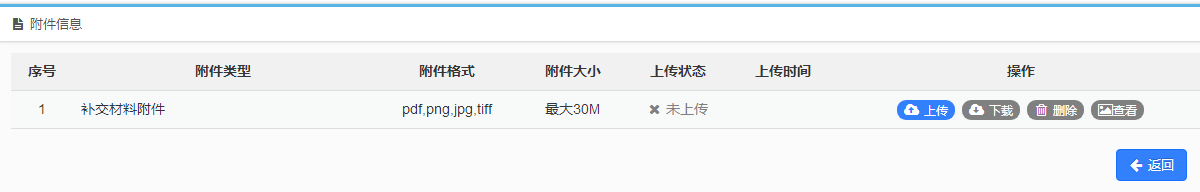 附件信息
序号 附件类型 附件格式 附件大小 上传状态 上传时间 操作
1 补交材料附件 pdf,png,jpg,tiff 最大30M 未上传 上传 下载 删除 查看
返回